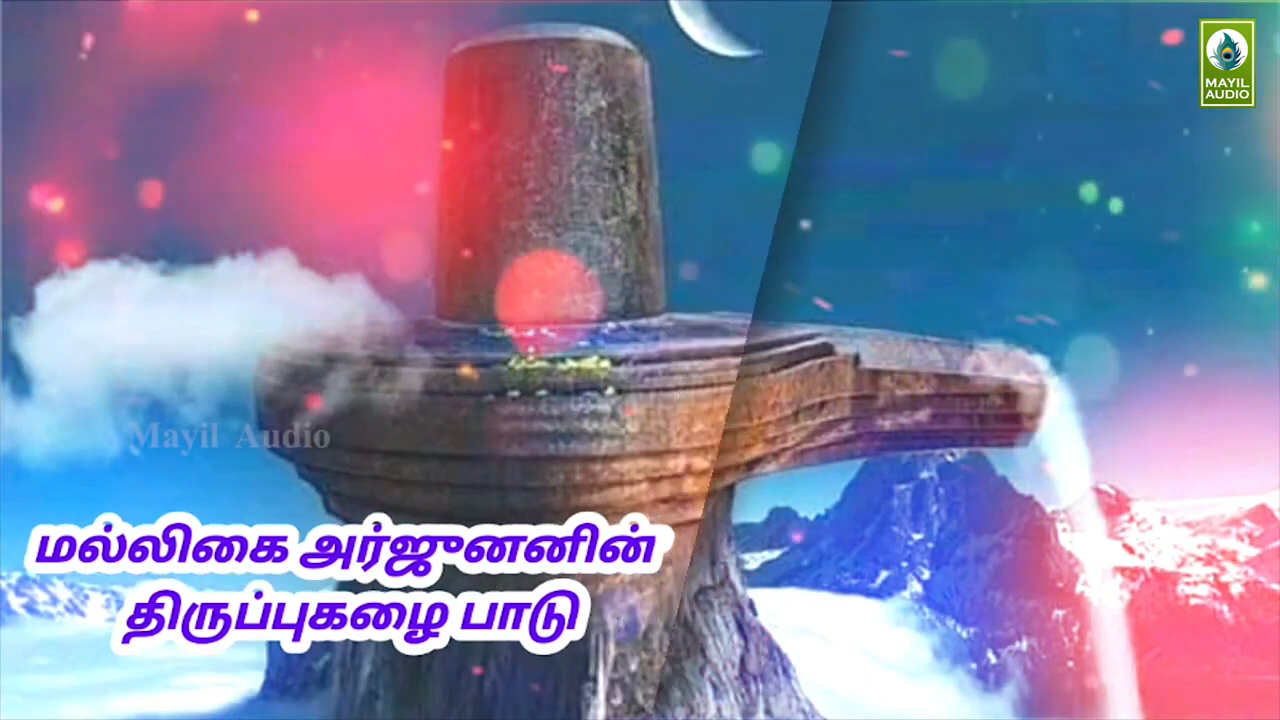 MAYIL
AUDIO
Mayil Audio
மல்லிகை அர்ஜுனனின்
திருப்புகழை பாடு